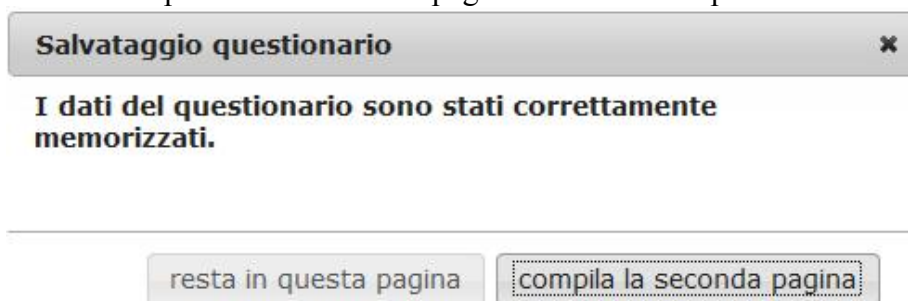 Salvataggio questionario
I dati del questionario sono stati correttamente
memorizzati.
resta in questa pagina compila la seconda pagina